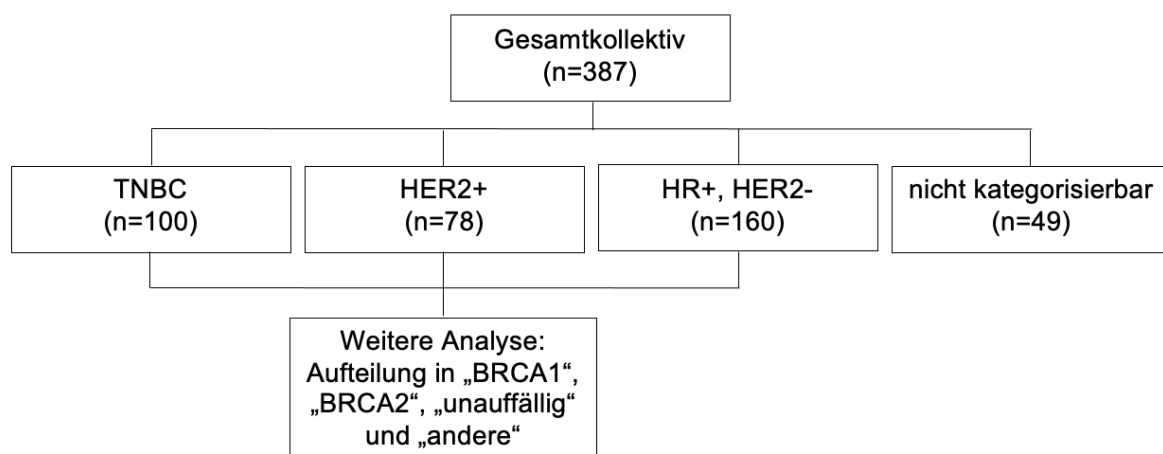 Gesamtkollektiv
(n=387)
TNBC
(n=100)
HER2+
(n=78)
HR+, HER2-
(n=160)
nicht kategorisierbar
(n=49)
Weitere Analyse:
Aufteilung in „BRCA1“,
„BRCA2“, „unauffällig“
und „andere“